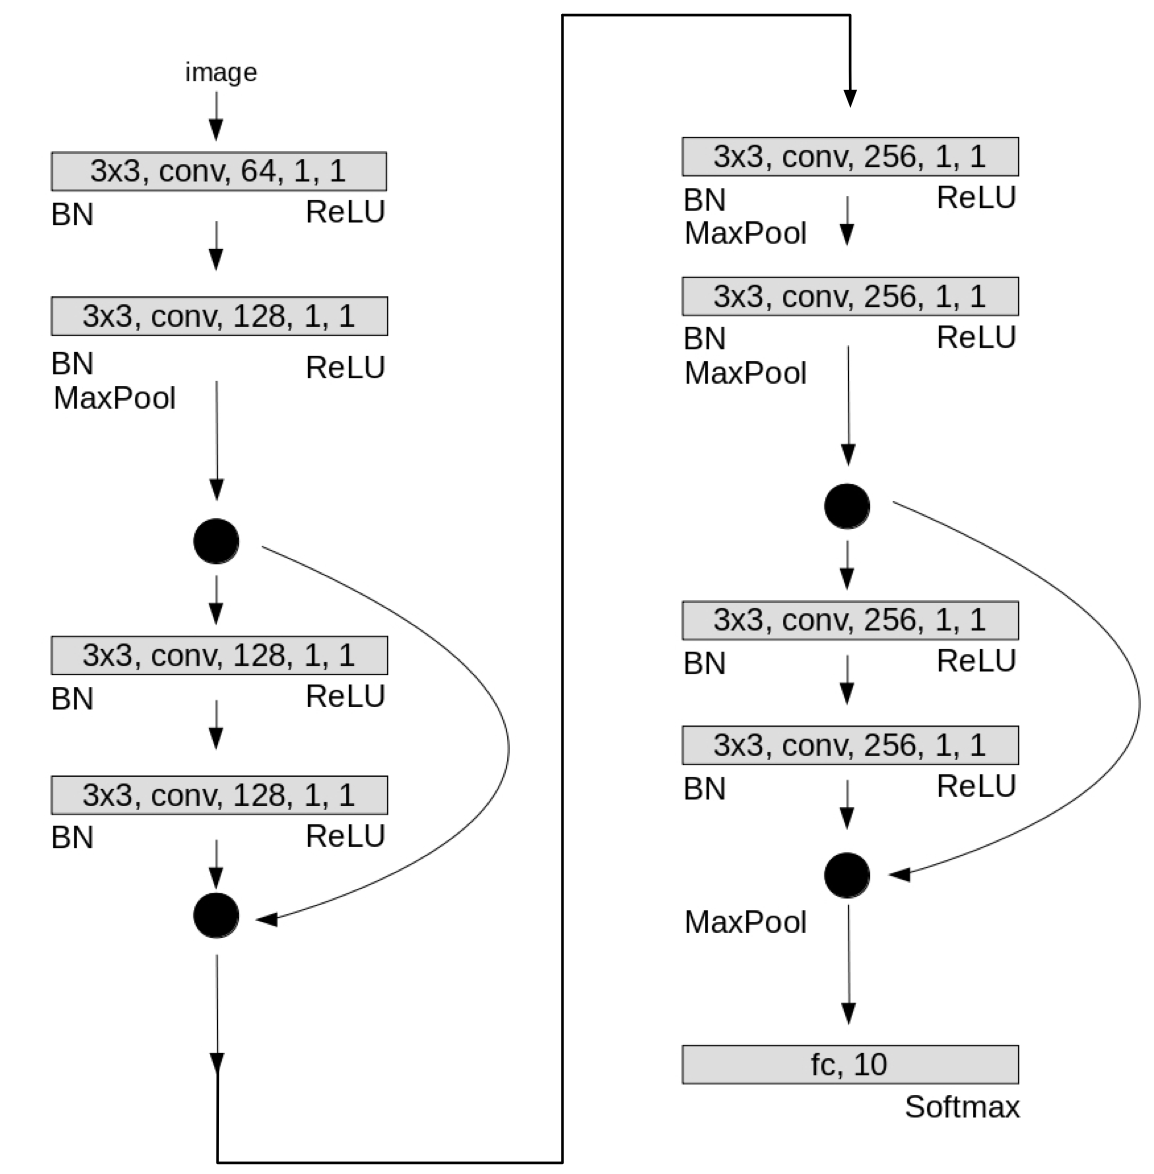 image
3x3, conv, 64, 1, 1
BN ReLU
3x3, conv, 128, 1, 1
BN ReLU
MaxPool
3x3, conv, 128, 1, 1
BN ReLU
3x3, conv, 128, 1, 1
BN ReLU
3x3, conv, 256, 1, 1
BN ReLU
MaxPool
3x3, conv, 256, 1, 1
BN ReLU
MaxPool
3x3, conv, 256, 1, 1
BN ReLU
3x3, conv, 256, 1, 1
BN ReLU
MaxPool
fc, 10
Softmax